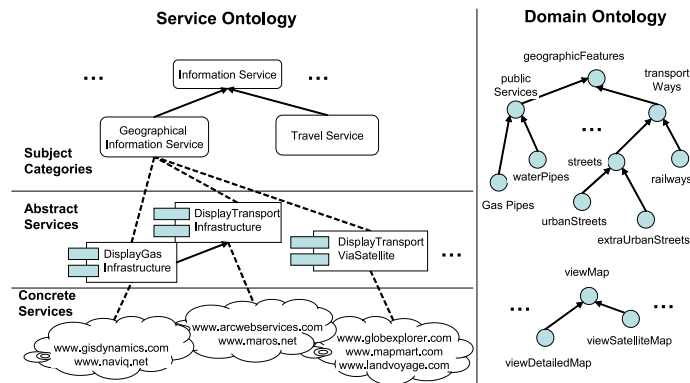 Service Ontology
... Information Service ...
Geographical
Information Service
Travel Service
Subject
Categories
Abstract
Services
DisplayTransport
Infrastructure
DisplayGas
Infrastructure
DisplayTransport
ViaSatellite
...
Concrete
Services
www.gisdynamics.com
www.naviq.net
www.arcwebservices.com
www.maros.net
www.globexplorer.com
www.mapmart.com
www.landvoyage.com
Domain Ontology
geographicFeatures
public
Services
transport
Ways
...
streets
waterPipes
railways
Gas Pipes
urbanStreets
extraUrbanStreets
viewMap
...
...
viewSatelliteMap
viewDetailedMap